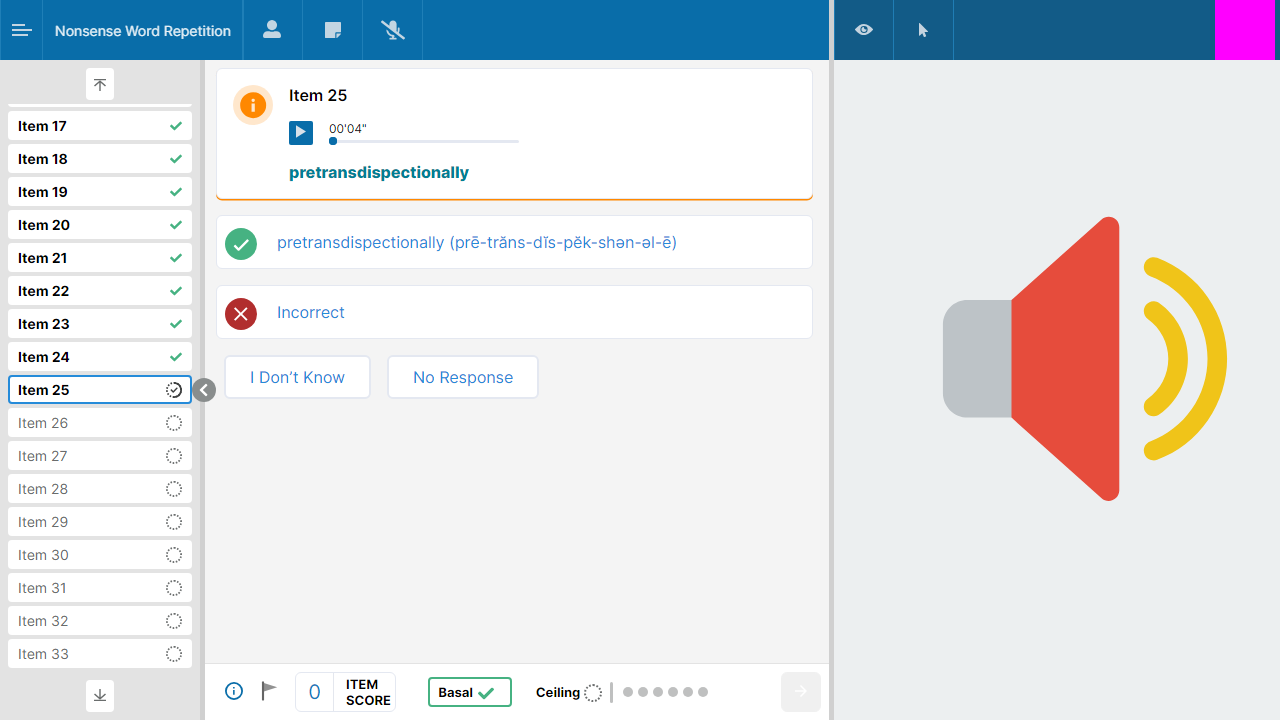 Nonsense Word Repetition
Item 17
Item 18
Item 19
Item 20
Item 21
Item 22
Item 23
Item 24
Item 25
Item 26
Item 27
Item 28
Item 29
Item 30
Item 31
Item 32
Item 33
Item 25
00'04"
pretransdispectionally
pretransdispectionally (prē-trăns-dĭs-pĕk-shən-əl-ē)
Incorrect
I Don’t Know
No Response
0
ITEM
SCORE
Basal
Ceiling